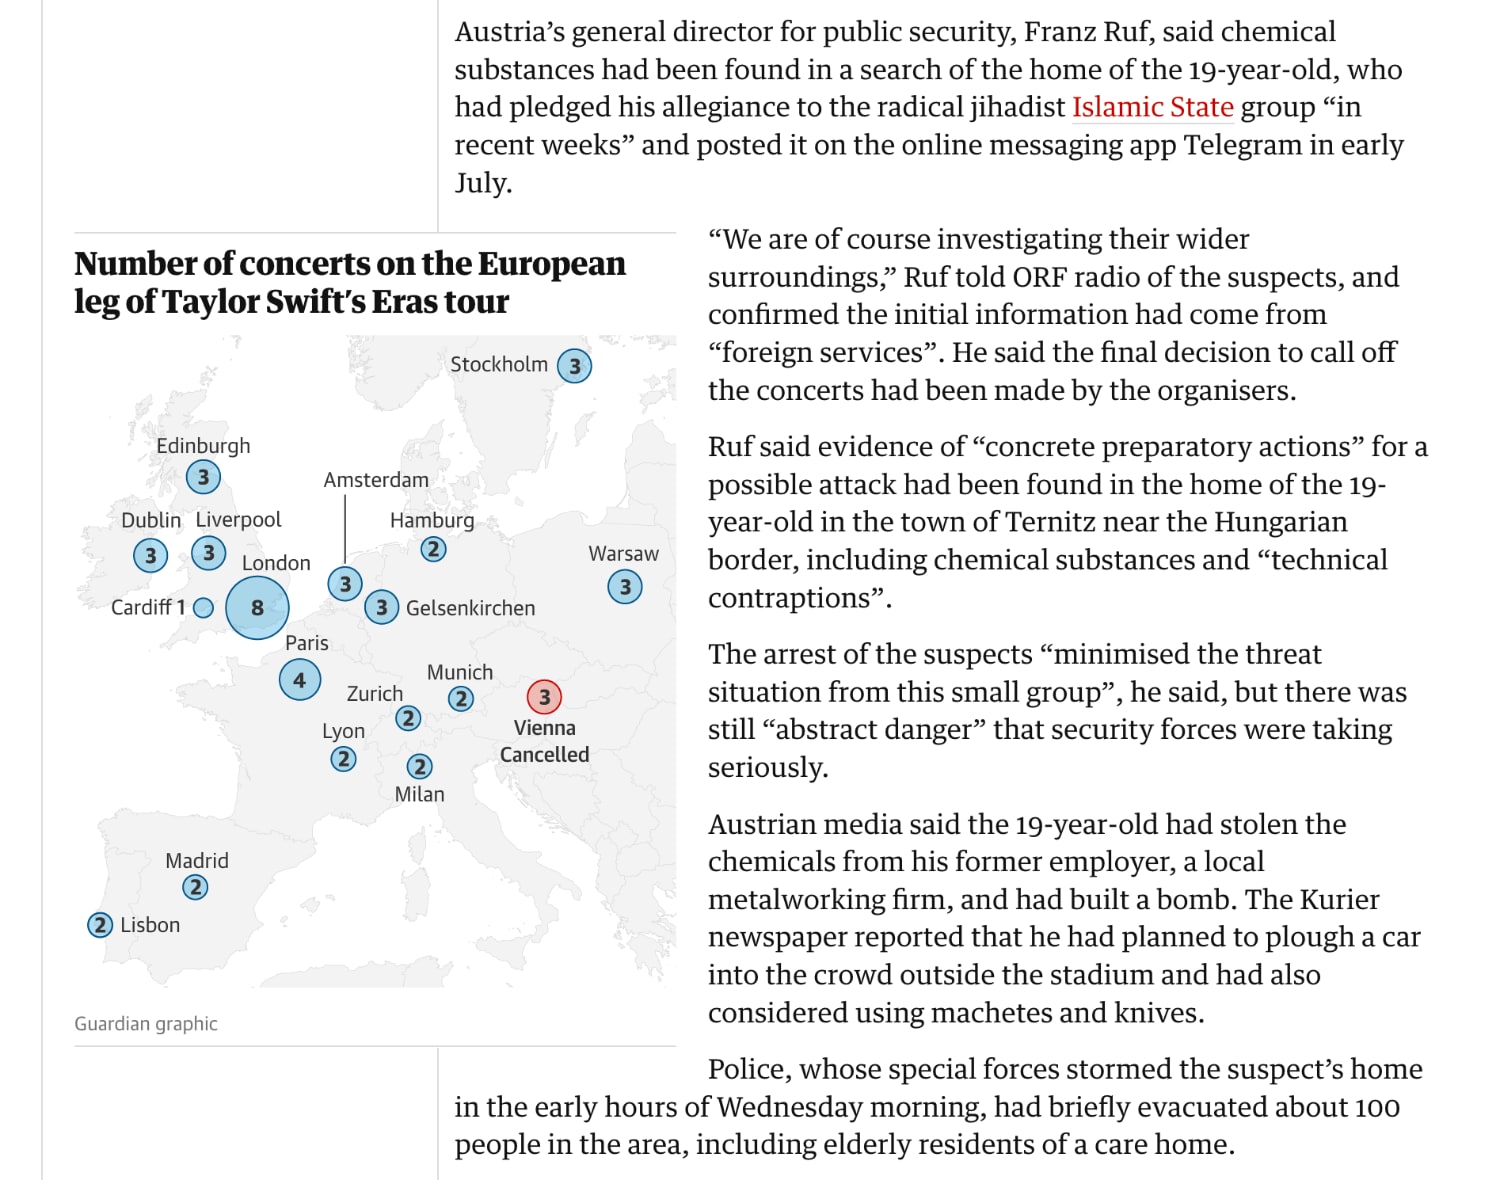 Austria’s general director for public security, Franz Ruf, said chemical
substances had been found in a search of the home of the 19-year-old, who
had pledged his allegiance to the radical jihadist Islamic State group “in
recent weeks” and posted it on the online messaging app Telegram in early
July.
Number of concerts on the European
leg of Taylor Swift’s Eras tour
Stockholm 3
Edinburgh
3
Amsterdam
3
Dublin
3
Liverpool
3
Hamburg
2
London
8
Warsaw
3
Cardiff 1
3 Gelsenkirchen
Paris
4
Munich
2
Zurich
2
3
Vienna
Cancelled
Lyon
2
2
Milan
Madrid
2
2 Lisbon
Guardian graphic
“We are of course investigating their wider
surroundings,” Ruf told ORF radio of the suspects, and
confirmed the initial information had come from
“foreign services”. He said the final decision to call off
the concerts had been made by the organisers.
Ruf said evidence of “concrete preparatory actions” for a
possible attack had been found in the home of the 19-
year-old in the town of Ternitz near the Hungarian
border, including chemical substances and “technical
contraptions”.
The arrest of the suspects “minimised the threat
situation from this small group”, he said, but there was
still “abstract danger” that security forces were taking
seriously.
Austrian media said the 19-year-old had stolen the
chemicals from his former employer, a local
metalworking firm, and had built a bomb. The Kurier
newspaper reported that he had planned to plough a car
into the crowd outside the stadium and had also
considered using machetes and knives.
Police, whose special forces stormed the suspect’s home
in the early hours of Wednesday morning, had briefly evacuated about 100
people in the area, including elderly residents of a care home.